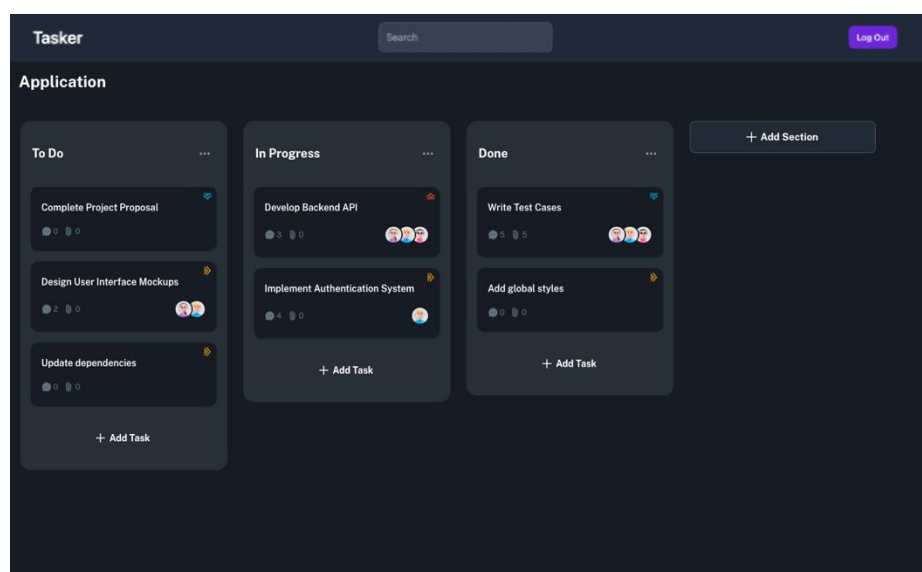 Tasker
Search
Log Out
Application
To Do
...
Complete Project Proposal
0 0
Design User Interface Mockups
2 0
Update dependencies
0 0
+ Add Task
In Progress
...
Develop Backend API
3 0
Implement Authentication System
4 0
+ Add Task
Done
...
Write Test Cases
5 5
Add global styles
0 0
+ Add Task
+ Add Section